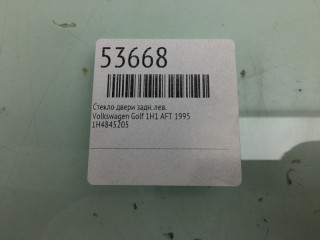 53668
Стекло двери задн. лев.
Volkswagen Golf 1H1 AFT 1995
1H4845205